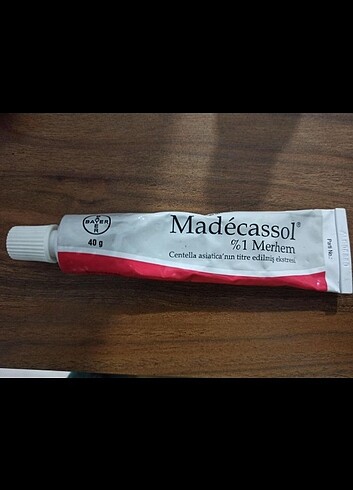 BAYER
40 g
Madécassol®
%1 Merhem
Centella asiatica'nın titre edilmiş ekstresi
Parti No.: